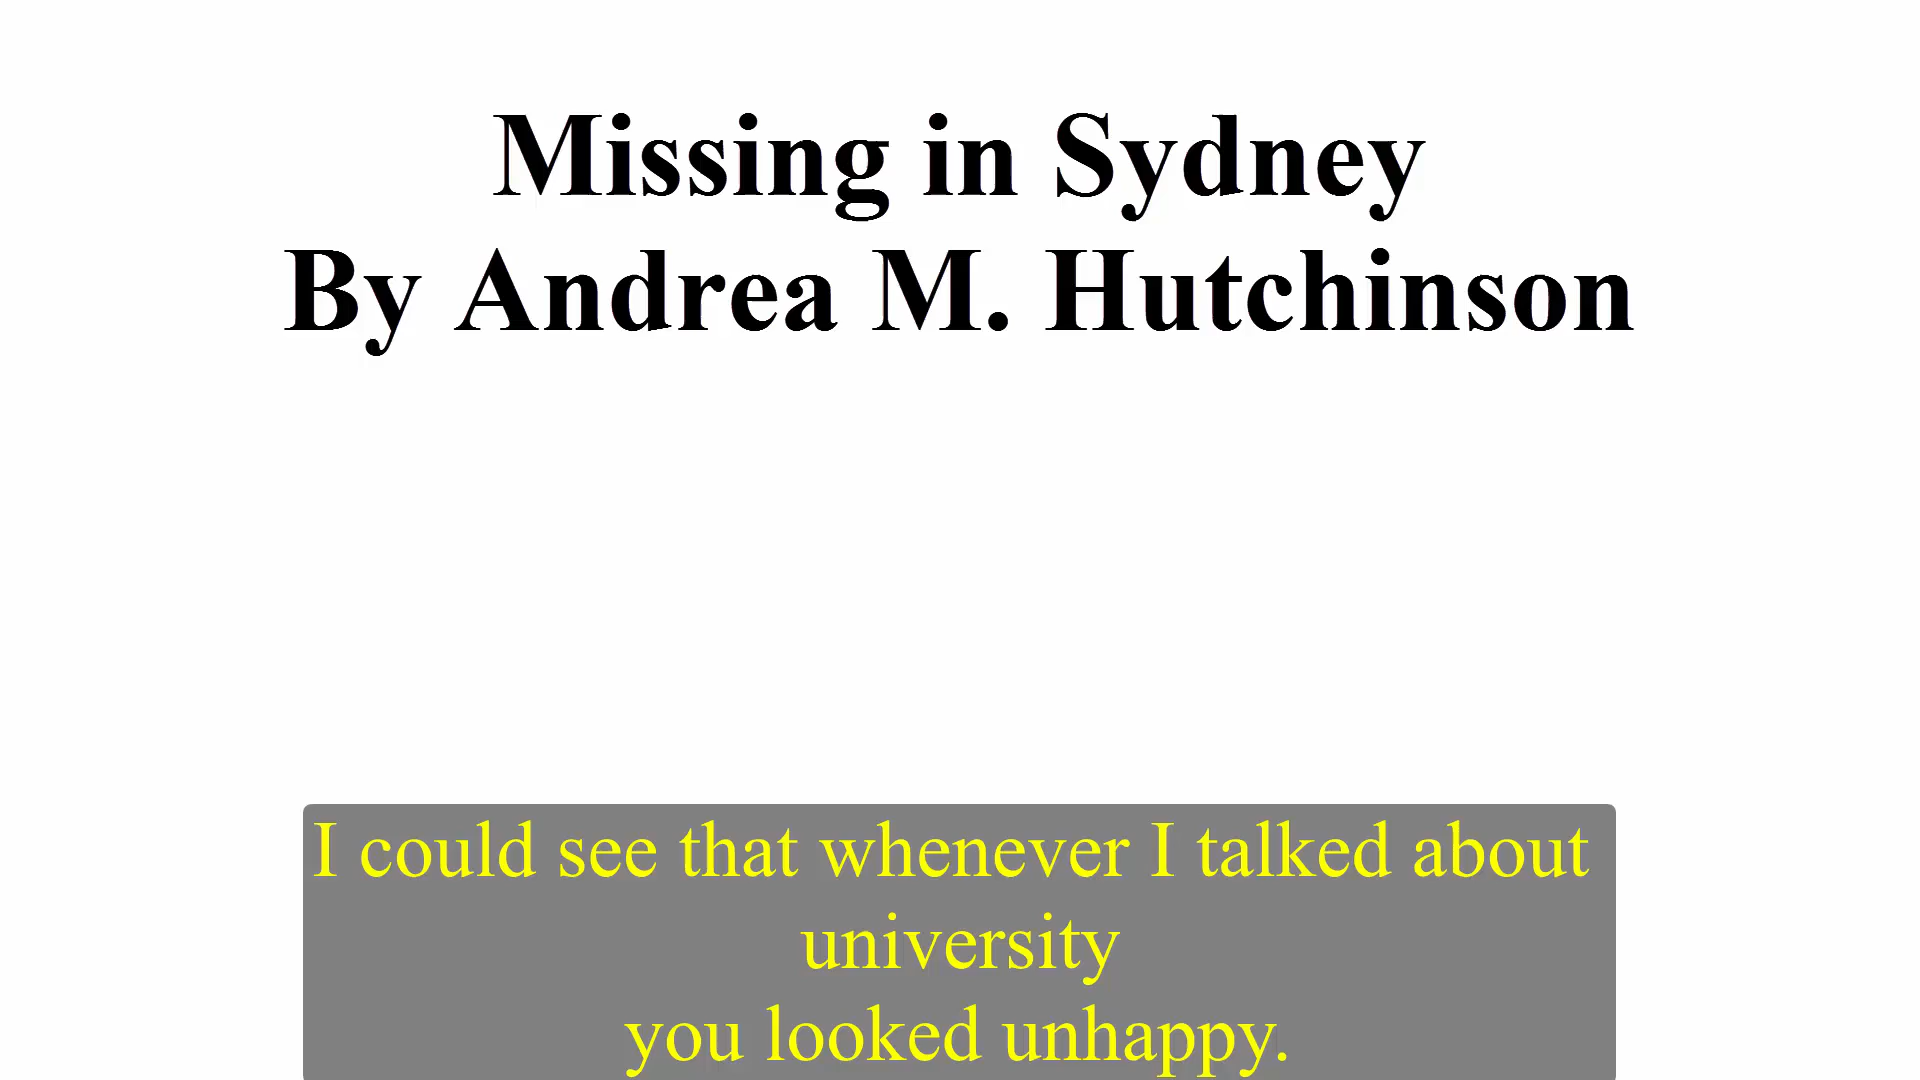 Missing in Sydney
By Andrea M. Hutchinson
I could see that whenever I talked about
university
you looked unhappy.